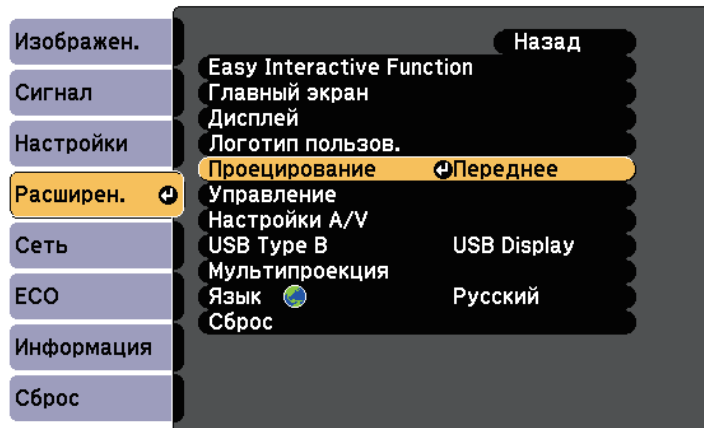 Изображен.
Сигнал
Настройки
Расширен.
Сеть
ECO
Информация
Сброс
Назад
Easy Interactive Function
Главный экран
Дисплей
Логотип пользов.
Проецирование Переднее
Управление
Настройки A/V
USB Type B USB Display
Мультипроекция
Язык Русский
Сброс